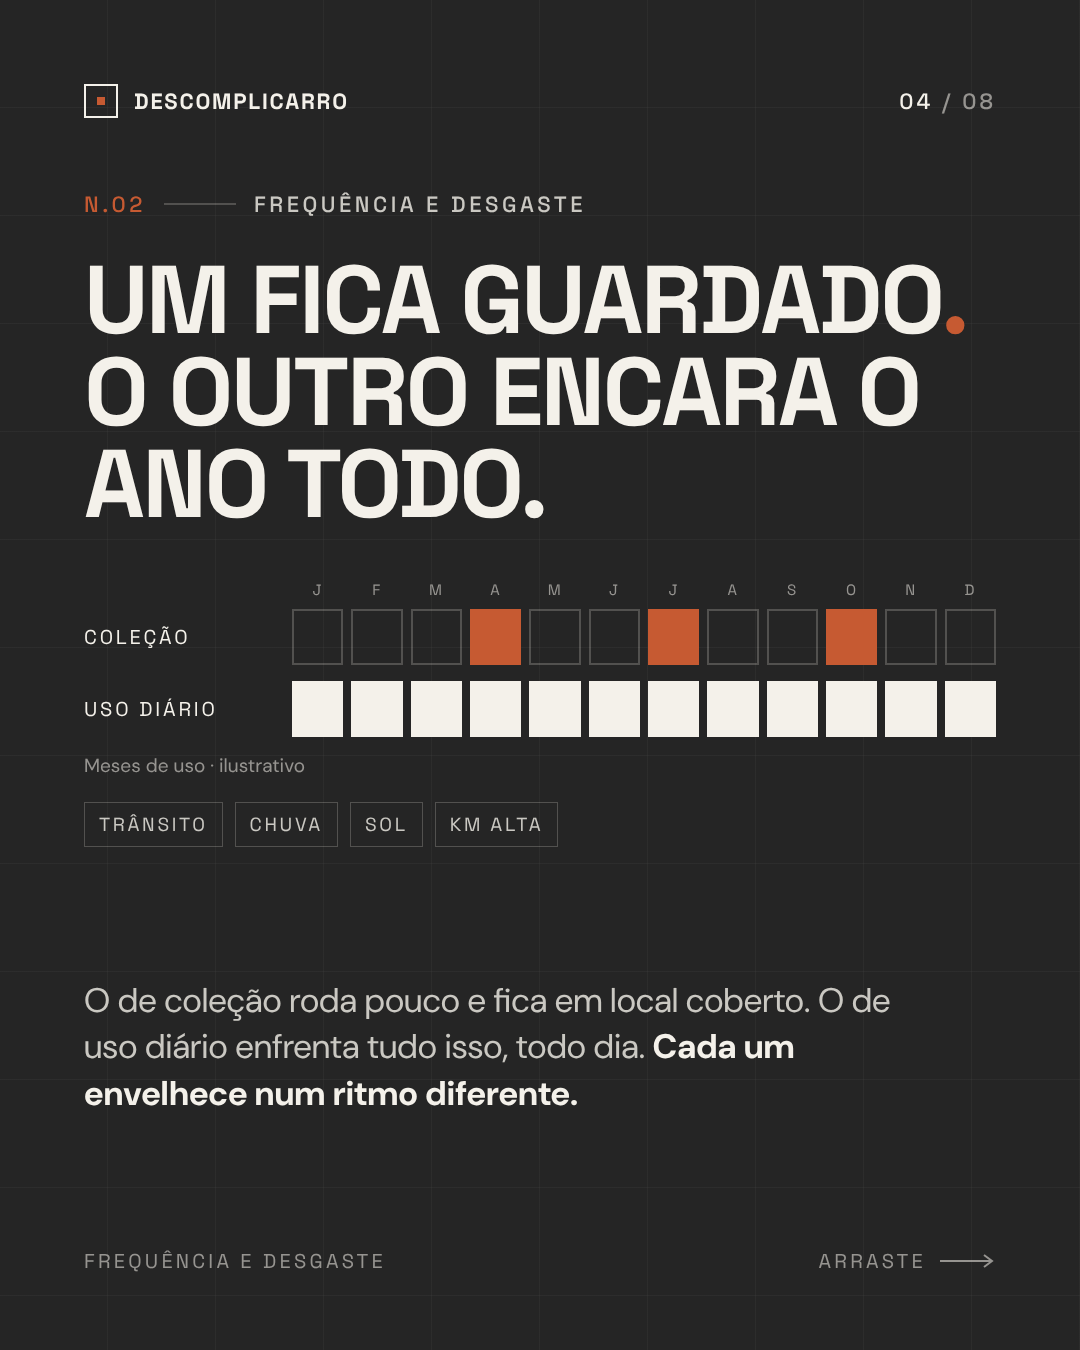 DESCOMPLICARRO
04 / 08
N.02 FREQUÊNCIA E DESGASTE
UM FICA GUARDADO.
O OUTRO ENCARA O
ANO TODO.
J F M A M J J A S O N D
COLEÇÃO
USO DIÁRIO
Meses de uso · ilustrativo
TRÂNSITO CHUVA SOL KM ALTA
O de coleção roda pouco e fica em local coberto. O de
uso diário enfrenta tudo isso, todo dia. Cada um
envelhece num ritmo diferente.
FREQUÊNCIA E DESGASTE
ARRASTE